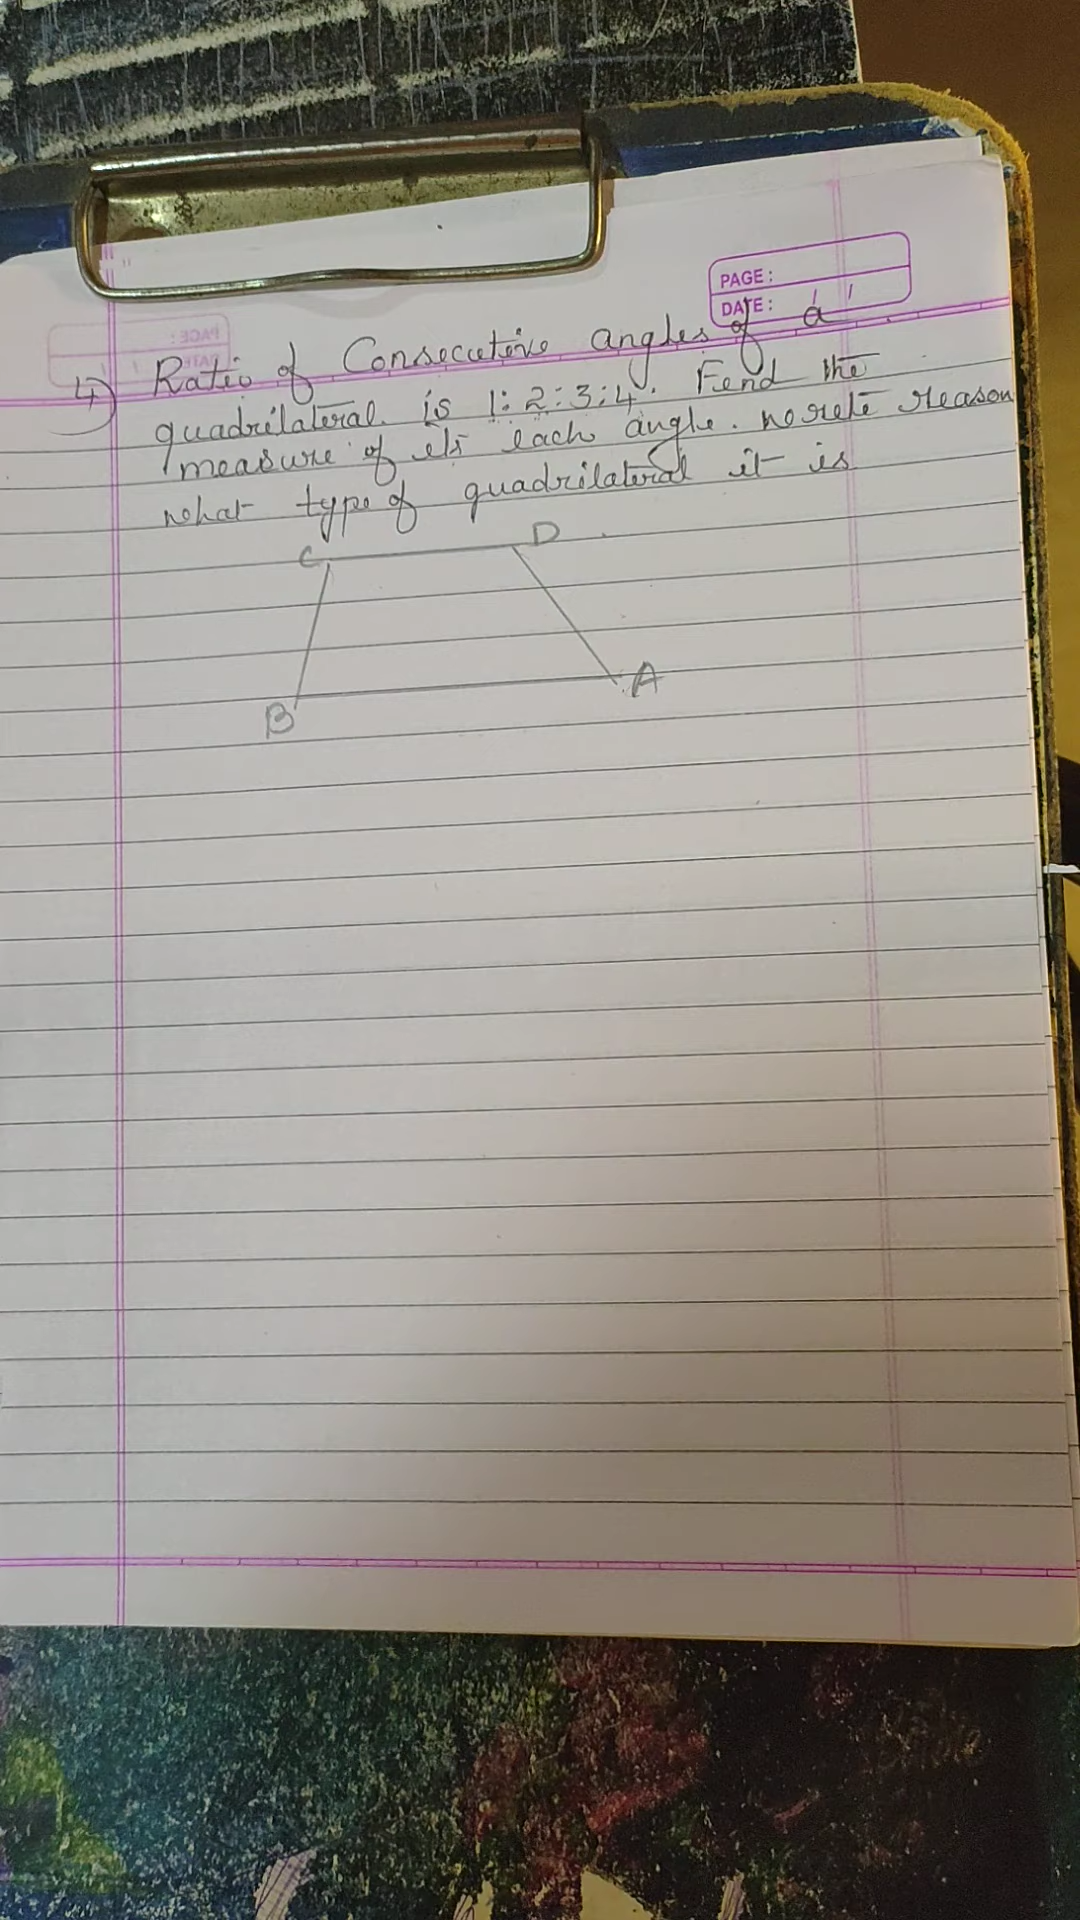 PAGE:
DATE: / /
4) Ratio of Consecutive angles of a
quadrilateral is 1:2:3:4. Find the
measure of its each angle. write reason
what type of quadrilateral it is
C D
B A